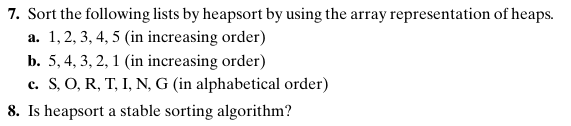 7. Sort the following lists by heapsort by using the array representation of heaps.
a. 1, 2, 3, 4, 5 (in increasing order)
b. 5, 4, 3, 2, 1 (in increasing order)
c. S, O, R, T, I, N, G (in alphabetical order)
8. Is heapsort a stable sorting algorithm?